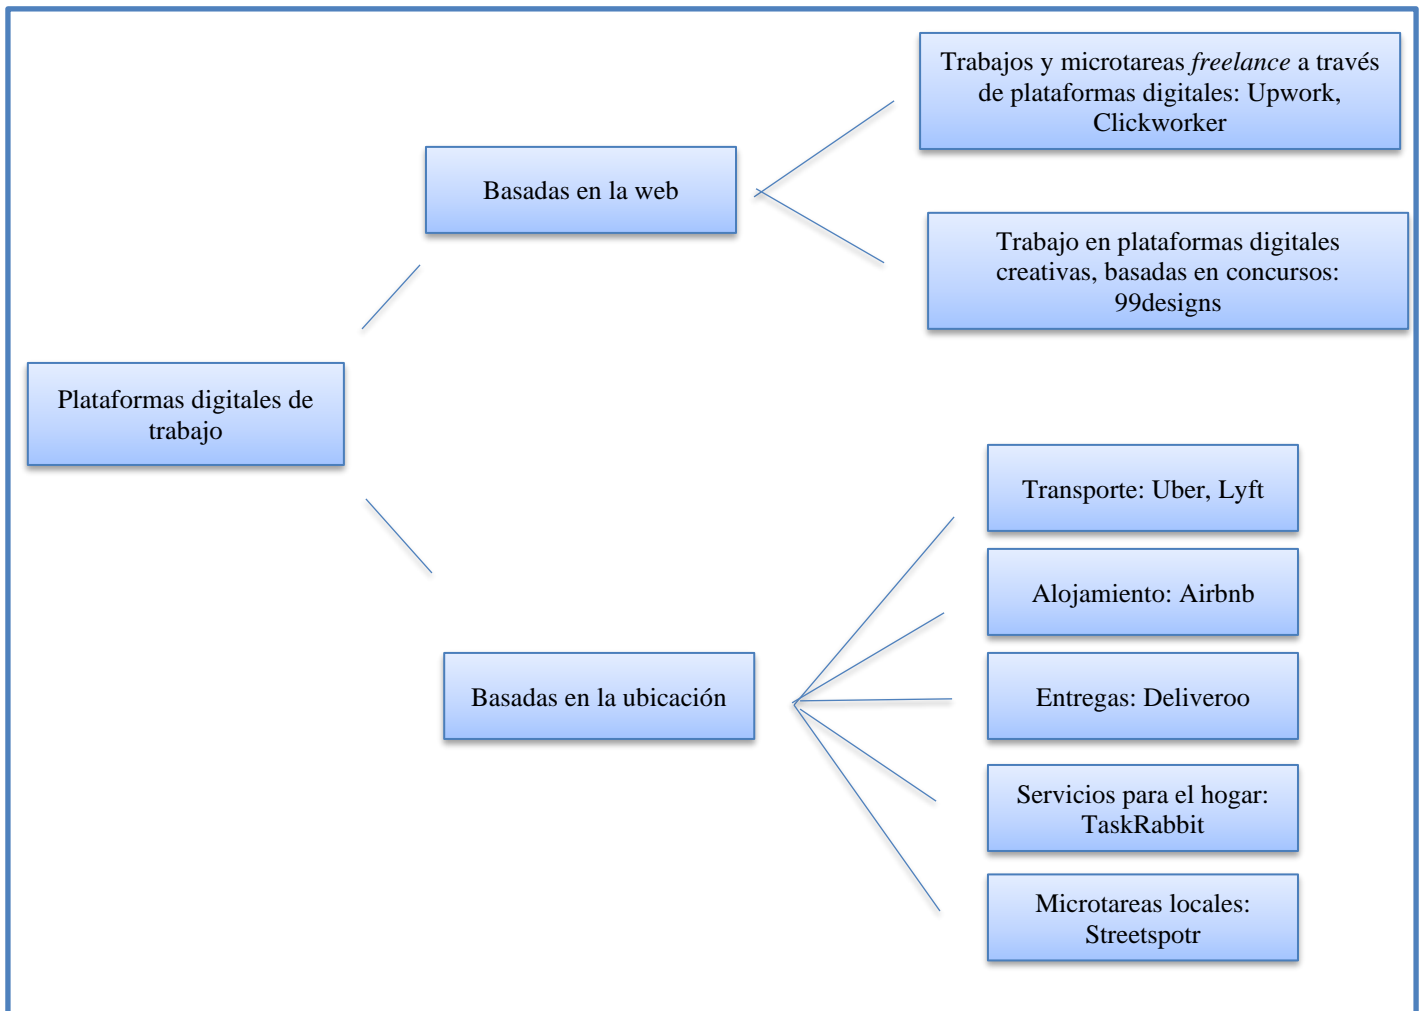 Trabajos y microtareas freelance a través
de plataformas digitales: Upwork,
Clickworker
Basadas en la web
Trabajo en plataformas digitales
creativas, basadas en concursos:
99designs
Plataformas digitales de
trabajo
Transporte: Uber, Lyft
Alojamiento: Airbnb
Basadas en la ubicación
Entregas: Deliveroo
Servicios para el hogar:
TaskRabbit
Microtareas locales:
Streetspotr